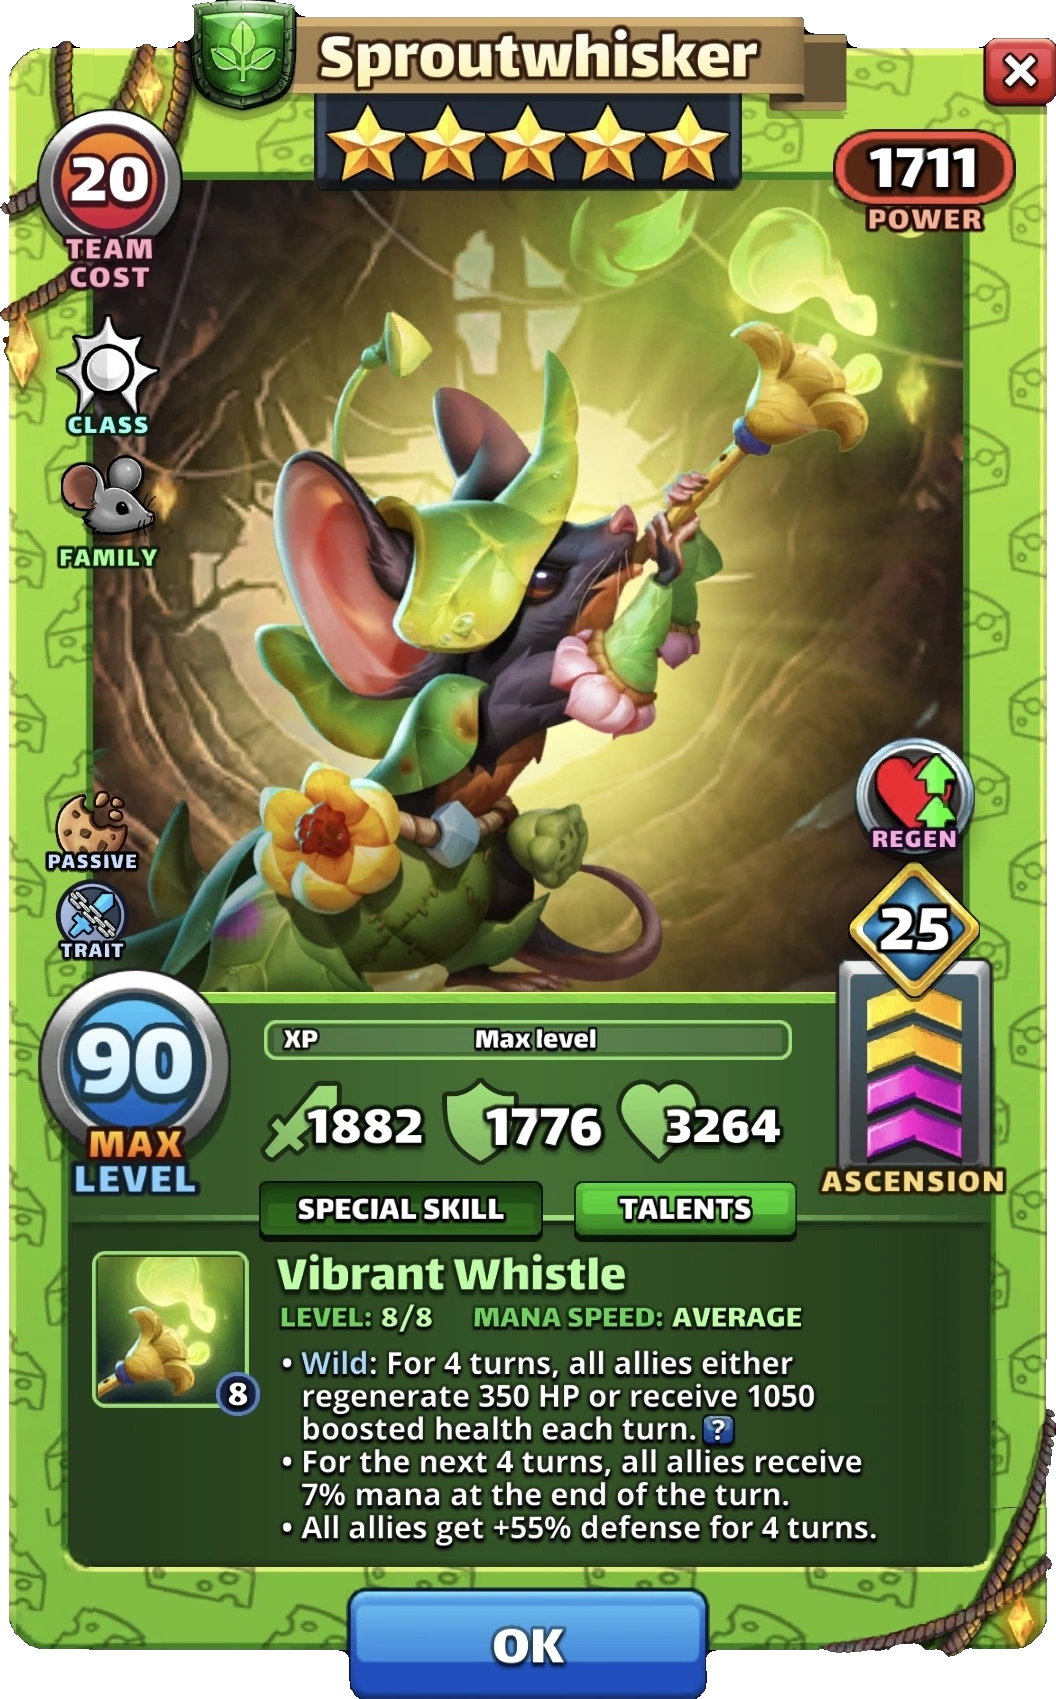 Sproutwhisker
20
TEAM
COST
1711
POWER
CLASS
FAMILY
PASSIVE
TRAIT
REGEN
25
ASCENSION
90
MAX
LEVEL
XP Max level
1882 1776 3264
SPECIAL SKILL TALENTS
Vibrant Whistle
LEVEL: 8/8 MANA SPEED: AVERAGE
8
• Wild: For 4 turns, all allies either
regenerate 350 HP or receive 1050
boosted health each turn. ?
• For the next 4 turns, all allies receive
7% mana at the end of the turn.
• All allies get +55% defense for 4 turns.
OK